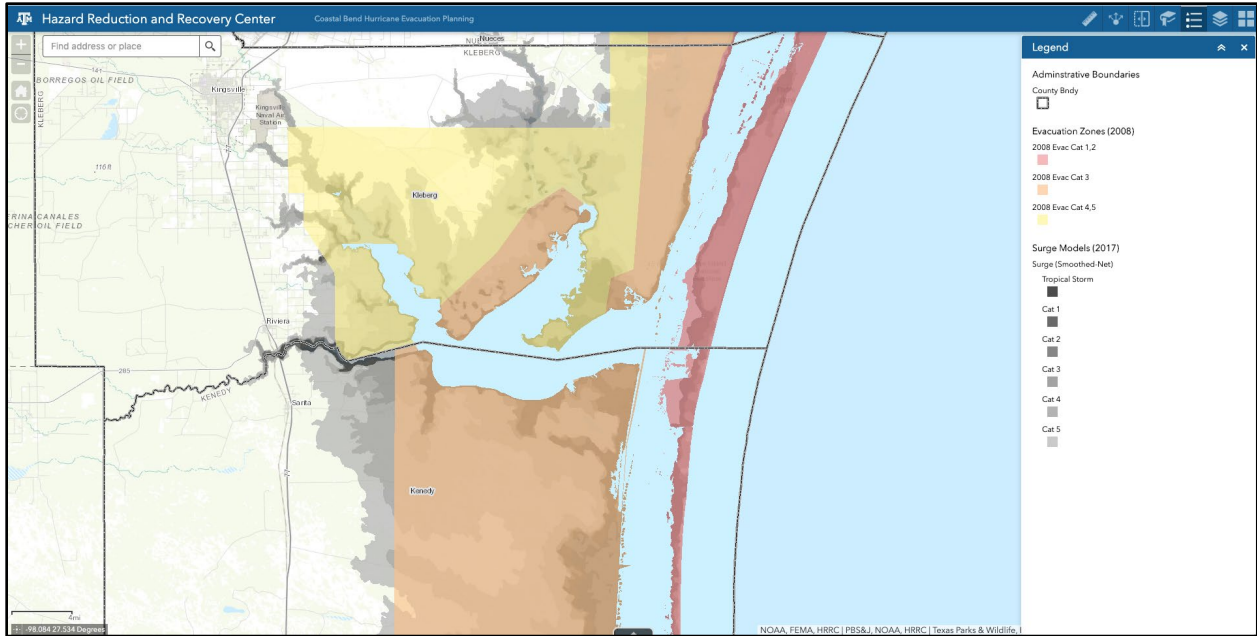 Hazard Reduction and Recovery Center
Coastal Bend Hurricane Evacuation Planning
Find address or place
Nueces
KLEBERG
BORREGOS OIL FIELD
141
Kingsville
KLEBERG
Kingsville
Naval Air
Station
77
1108
Kleberg
CANALES
OIL FIELD
Riviera
285
KENEDY
Sarita
77
Kenedy
4mi
-98.084 27.534 Degrees
NOAA, FEMA, HRRC | PBS&J, NOAA, HRRC | Texas Parks & Wildlife,
Legend
Adminstrative Boundaries
County Bndy
Evacuation Zones (2008)
2008 Evac Cat 1,2
2008 Evac Cat 3
2008 Evac Cat 4,5
Surge Models (2017)
Surge (Smoothed-Net)
Tropical Storm
Cat 1
Cat 2
Cat 3
Cat 4
Cat 5